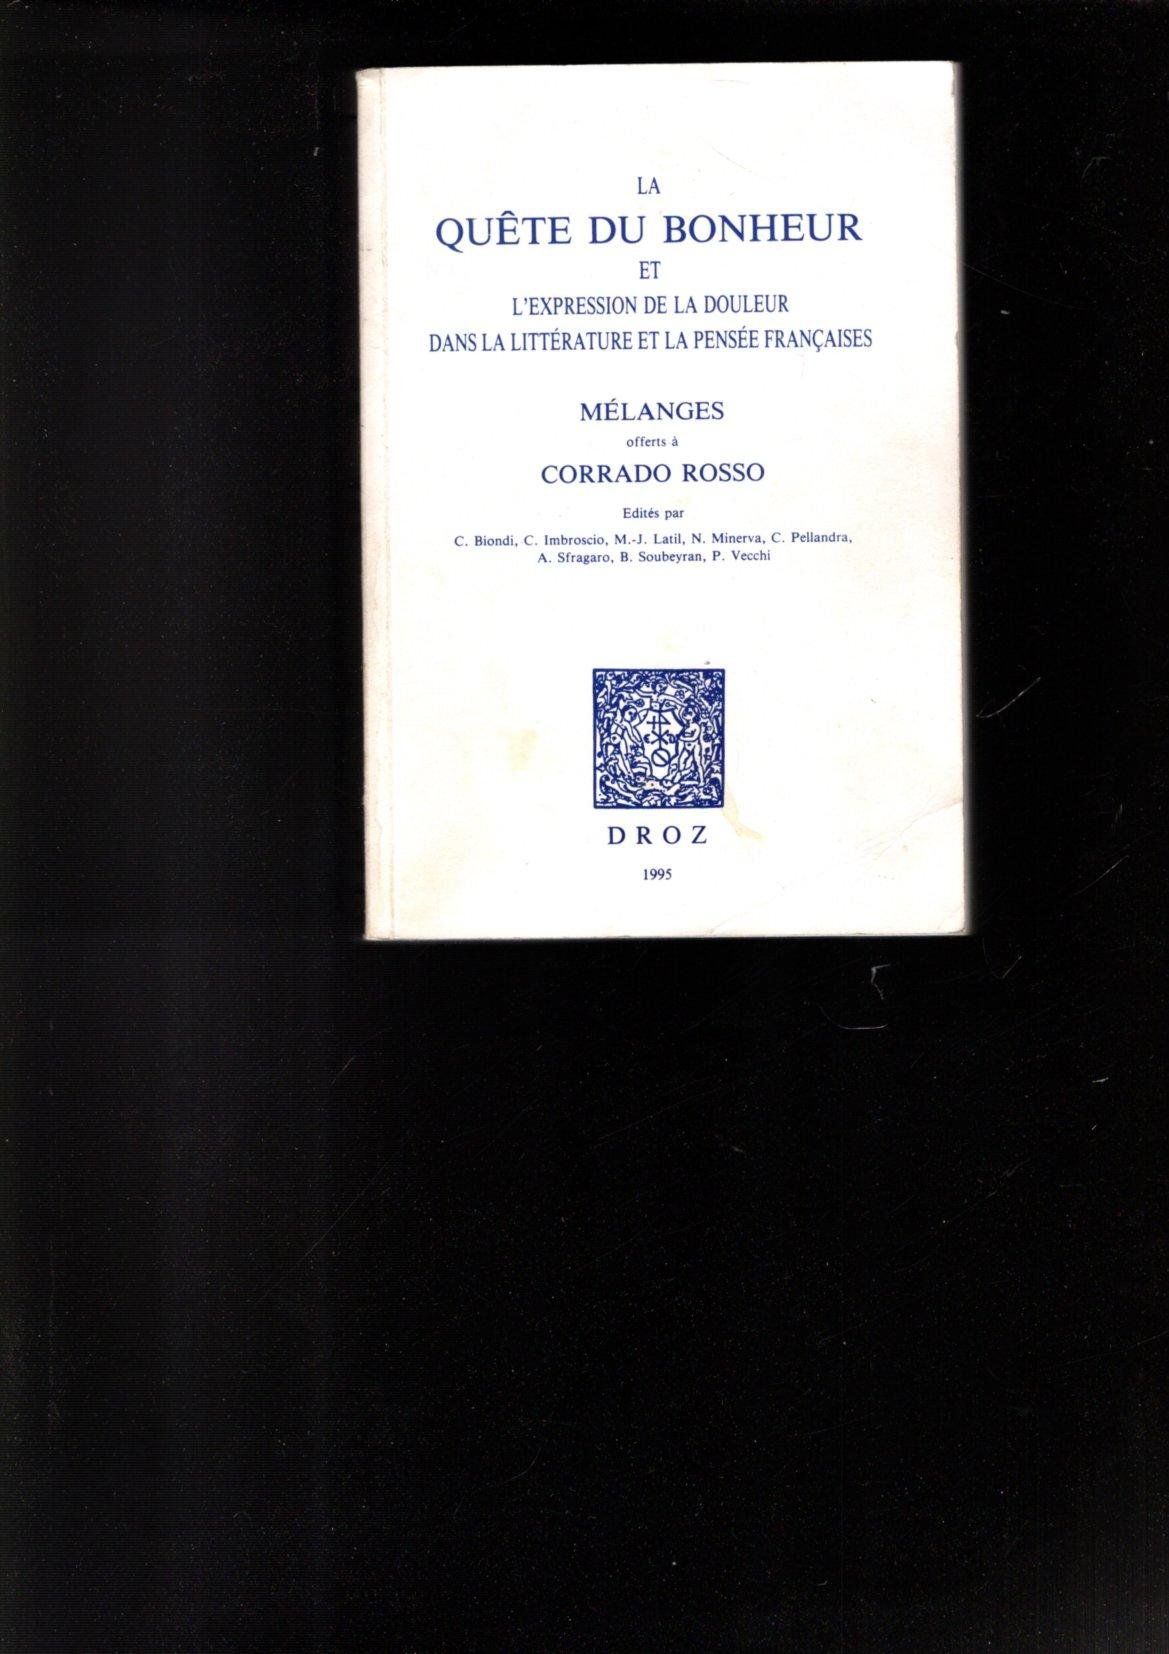 LA
QUÊTE DU BONHEUR
ET
L'EXPRESSION DE LA DOULEUR
DANS LA LITTÉRATURE ET LA PENSÉE FRANÇAISES
MÉLANGES
offerts à
CORRADO ROSSO
Edités par
C. Biondi, C. Imbroscio, M.-J. Latil, N. Minerva, C. Pellandra,
A. Sfragaro, B. Soubeyran, P. Vecchi
DROZ
1995